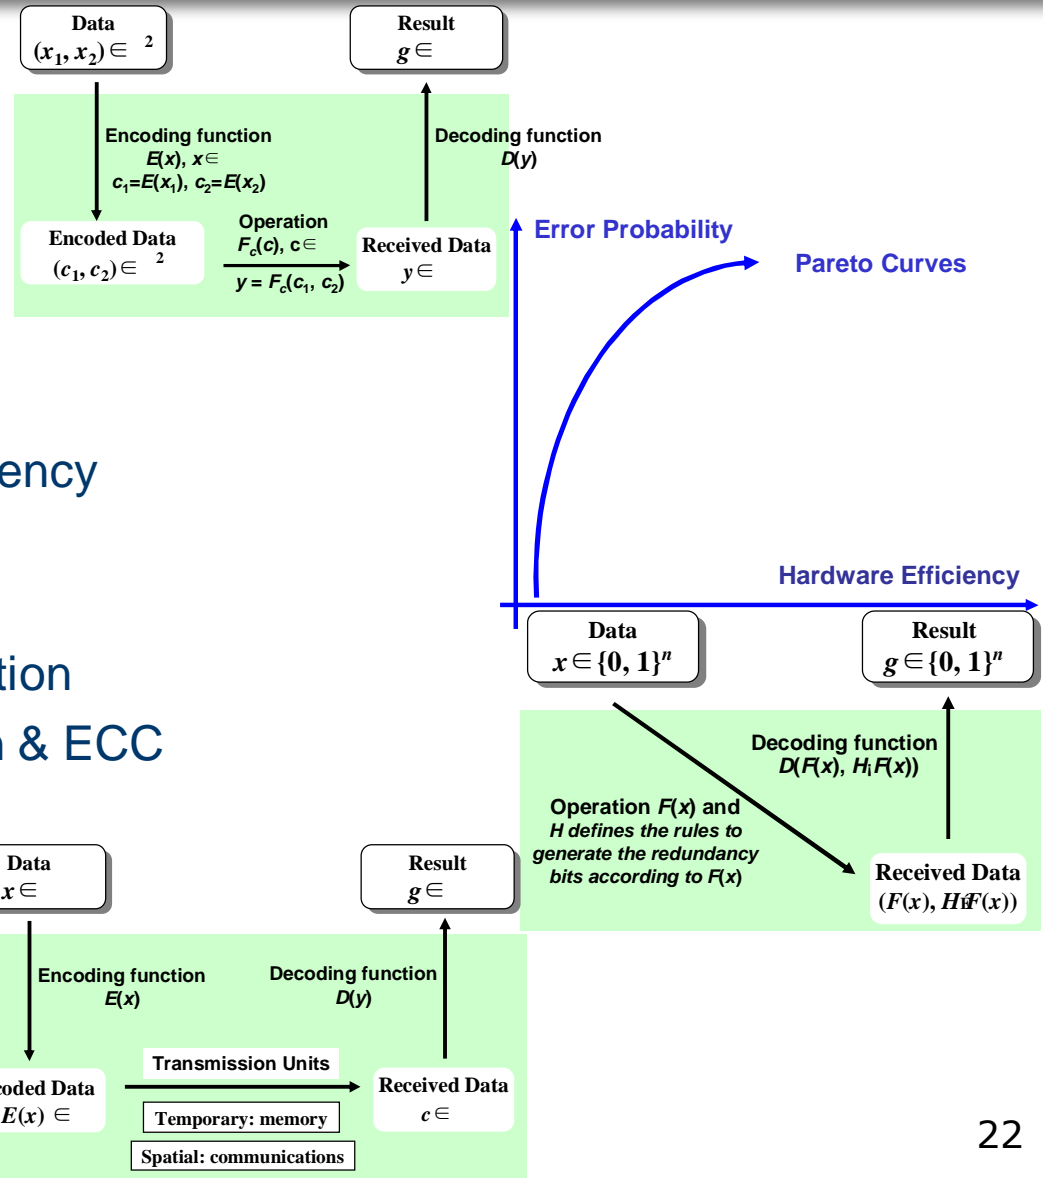 Data
(x₁, x₂)∈ ²
Result
g∈
Encoding function
E(x), x∈
c₁=E(x₁), c₂=E(x₂)
Decoding function
D(y)
Encoded Data
(c₁, c₂)∈ ²
Operation
F_c(c), c∈
y = F_c(c₁, c₂)
Received Data
y∈
Error Probability
Pareto Curves
Hardware Efficiency
ency
tion
n & ECC
Data
x∈{0, 1}ⁿ
Result
g∈{0, 1}ⁿ
Decoding function
D(F(x), HᵢF(x))
Operation F(x) and
H defines the rules to
generate the redundancy
bits according to F(x)
Received Data
(F(x), F(x))
Data
x∈
Result
g∈
Encoding function
E(x)
Decoding function
D(y)
coded Data
E(x) ∈
Transmission Units
Temporary: memory
Spatial: communications
Received Data
c∈
22